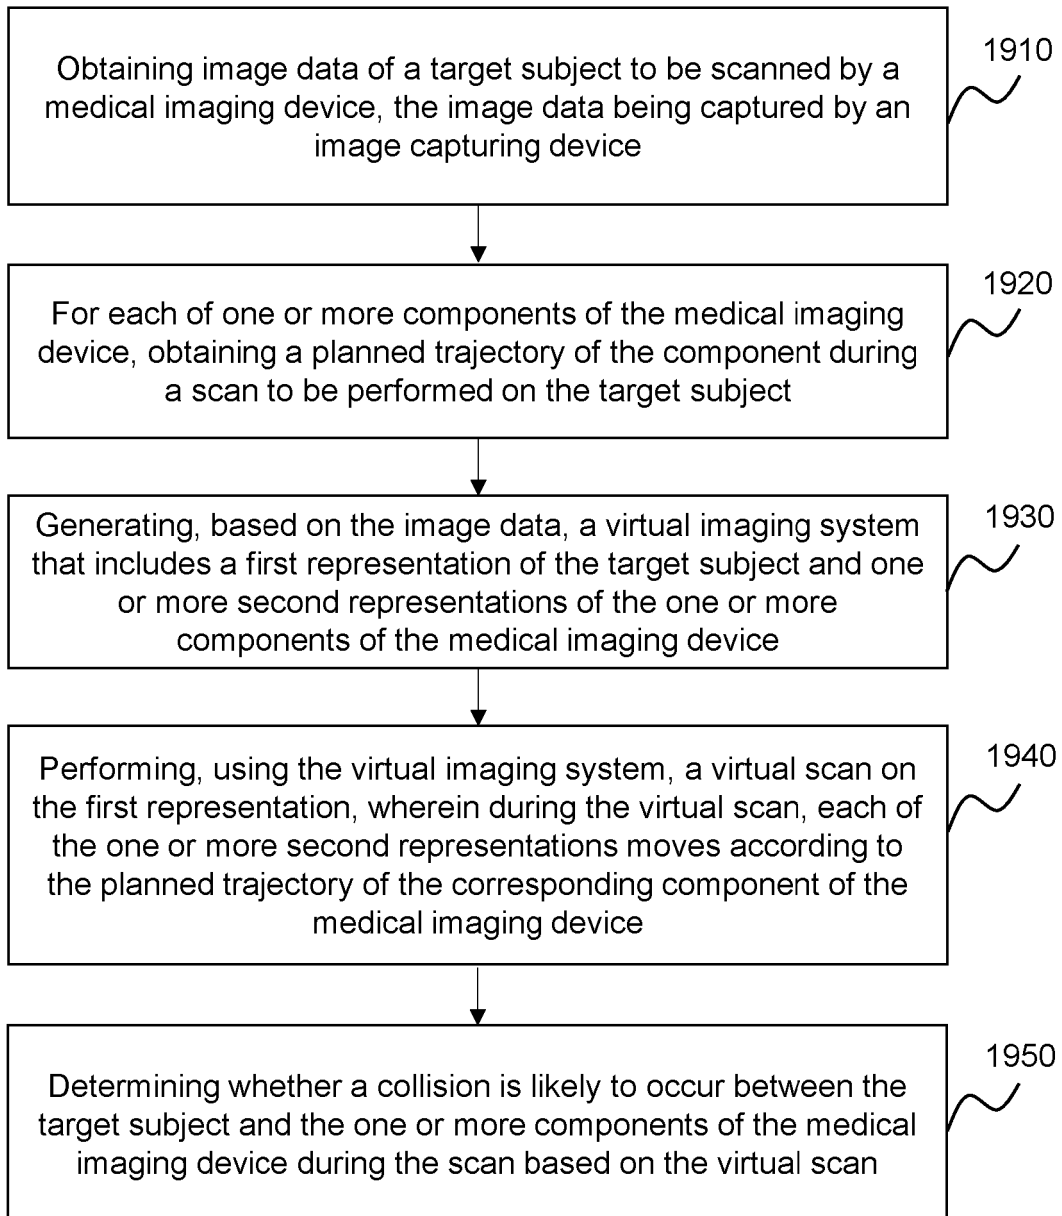 Obtaining image data of a target subject to be scanned by a
medical imaging device, the image data being captured by an
image capturing device
1910
For each of one or more components of the medical imaging
device, obtaining a planned trajectory of the component during
a scan to be performed on the target subject
1920
Generating, based on the image data, a virtual imaging system
that includes a first representation of the target subject and one
or more second representations of the one or more
components of the medical imaging device
1930
Performing, using the virtual imaging system, a virtual scan on
the first representation, wherein during the virtual scan, each of
the one or more second representations moves according to
the planned trajectory of the corresponding component of the
medical imaging device
1940
Determining whether a collision is likely to occur between the
target subject and the one or more components of the medical
imaging device during the scan based on the virtual scan
1950